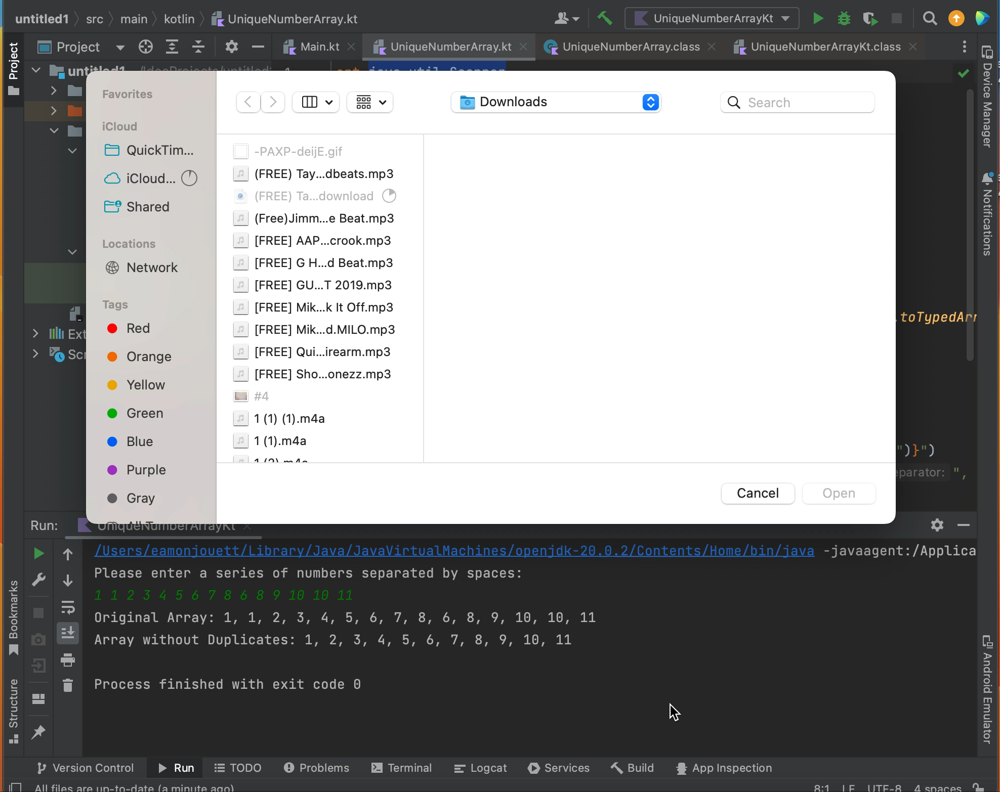 untitled1 src main kotlin UniqueNumberArray.kt UniqueNumberArrayKt
Project Project Main.kt UniqueNumberArray.kt UniqueNumberArray.class UniqueNumberArrayKt.class
untitled1 ~/IdeaProjects/untitled1 1 java.util.Scanner
Favorites
iCloud
QuickTim...
iCloud...
Shared
Locations
Network
Tags
Red
Orange
Yellow
Green
Blue
Purple
Gray
Downloads Search
-PAXP-deijE.gif
(FREE) Tay...dbeats.mp3
(FREE) Ta...download
(Free)Jimm...e Beat.mp3
[FREE] AAP...crook.mp3
[FREE] G H...d Beat.mp3
[FREE] GU...T 2019.mp3
[FREE] Mik...k It Off.mp3
[FREE] Mik...d.MILO.mp3
[FREE] Qui...irearm.mp3
[FREE] Sho...onezz.mp3
#4
1 (1) (1).m4a
1 (1).m4a
1 (2).m4a
Cancel Open
Ext
Scr
.toTypedArr
")}")
eparator: ",
Device Manager
Notifications
Android Emulator
Bookmarks
Structure
Run: UniqueNumberArrayKt
/Users/eamonjouett/Library/Java/JavaVirtualMachines/openjdk-20.0.2/Contents/Home/bin/java -javaagent:/Applica
Please enter a series of numbers separated by spaces:
1 1 2 3 4 5 6 7 8 6 8 9 10 10 11
Original Array: 1, 1, 2, 3, 4, 5, 6, 7, 8, 6, 8, 9, 10, 10, 11
Array without Duplicates: 1, 2, 3, 4, 5, 6, 7, 8, 9, 10, 11
Process finished with exit code 0
Version Control Run TODO Problems Terminal Logcat Services Build App Inspection
All files are up-to-date (a minute ago) 8:1 LF UTF-8 4 spaces